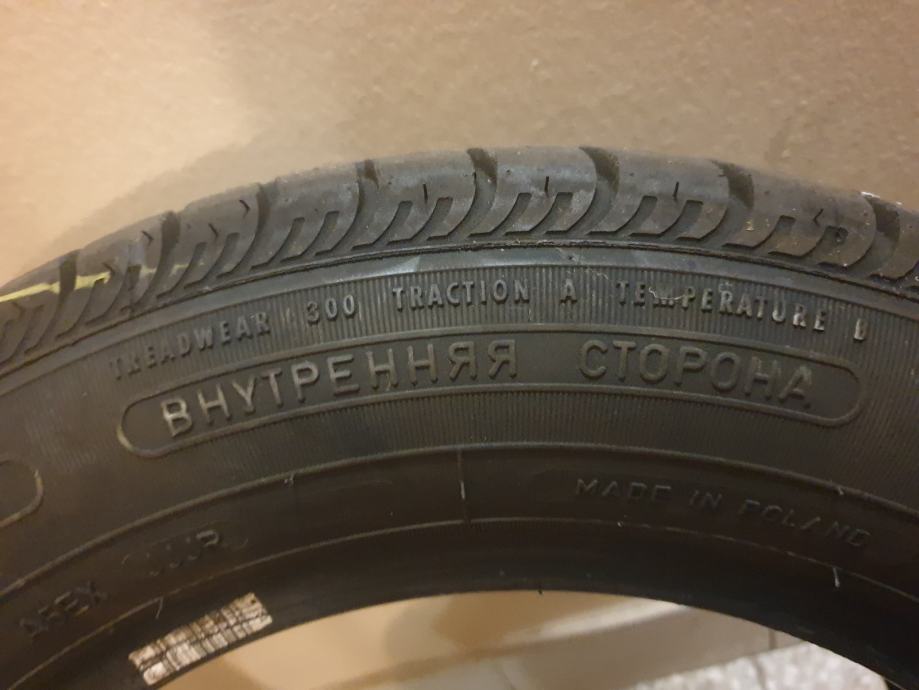 TREADWEAR 300 TRACTION A TEMPERATURE B
ВНУТРЕННЯЯ СТОРОНА
MADE IN POLAND